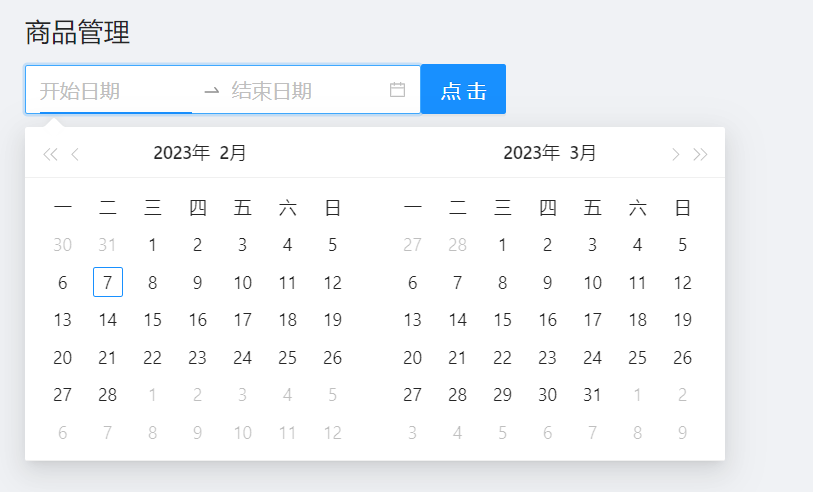 商品管理
开始日期 → 结束日期 点 击
2023年 2月 2023年 3月
一 二 三 四 五 六 日 一 二 三 四 五 六 日
30 31 1 2 3 4 5 27 28 1 2 3 4 5
6 7 8 9 10 11 12 6 7 8 9 10 11 12
13 14 15 16 17 18 19 13 14 15 16 17 18 19
20 21 22 23 24 25 26 20 21 22 23 24 25 26
27 28 1 2 3 4 5 27 28 29 30 31 1 2
6 7 8 9 10 11 12 3 4 5 6 7 8 9